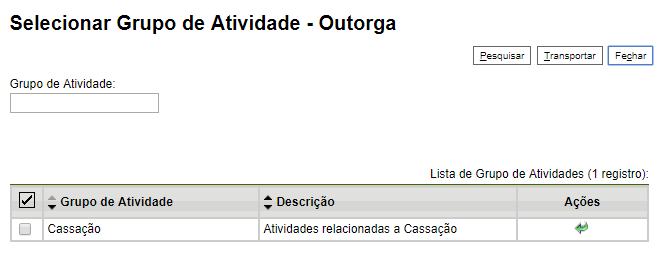 Selecionar Grupo de Atividade - Outorga
Pesquisar Transportar Fechar
Grupo de Atividade:
Lista de Grupo de Atividades (1 registro):
Grupo de Atividade Descrição Ações
Cassação Atividades relacionadas a Cassação